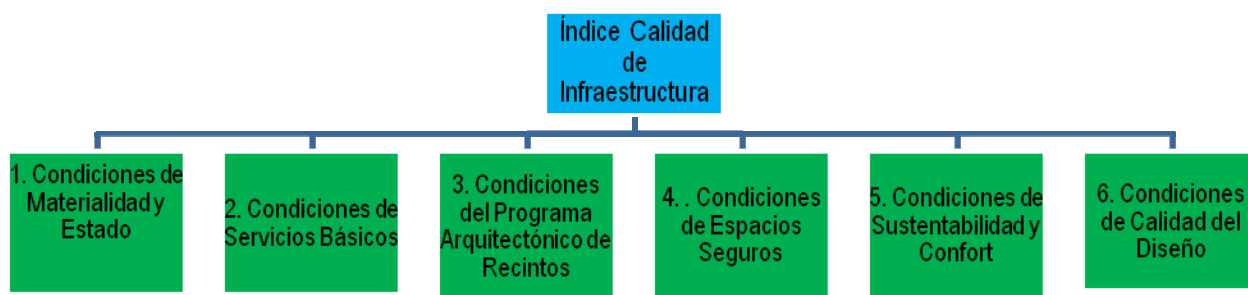 Índice Calidad
de
Infraestructura
1. Condiciones de
Materialidad y
Estado
2. Condiciones de
Servicios Básicos
3. Condiciones
del Programa
Arquitectónico de
Recintos
4. . Condiciones
de Espacios
Seguros
5. Condiciones de
Sustentabilidad y
Confort
6. Condiciones
de Calidad del
Diseño